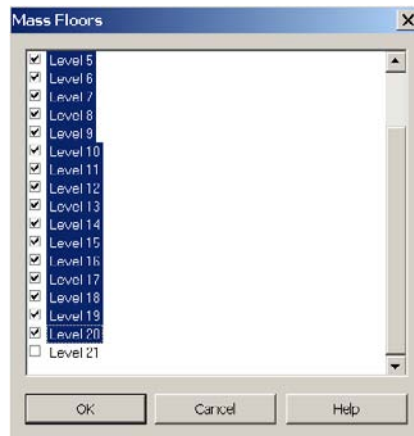 Mass Floors
Level 5
Level 6
Level 7
Level 8
Level 9
Level 10
Level 11
Level 12
Level 13
Level 14
Level 15
Level 16
Level 17
Level 18
Level 19
Level 20
Level 21
OK
Cancel
Help